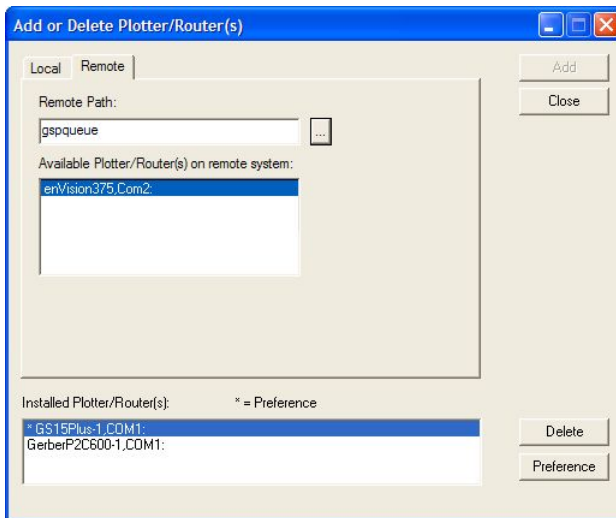 Add or Delete Plotter/Router(s)
Local Remote
Add
Close
Remote Path:
gspqueue
...
Available Plotter/Router(s) on remote system:
enVision375,Com2:
Installed Plotter/Router(s): * = Preference
* GS15Plus-1,COM1:
GerberP2C600-1,COM1:
Delete
Preference